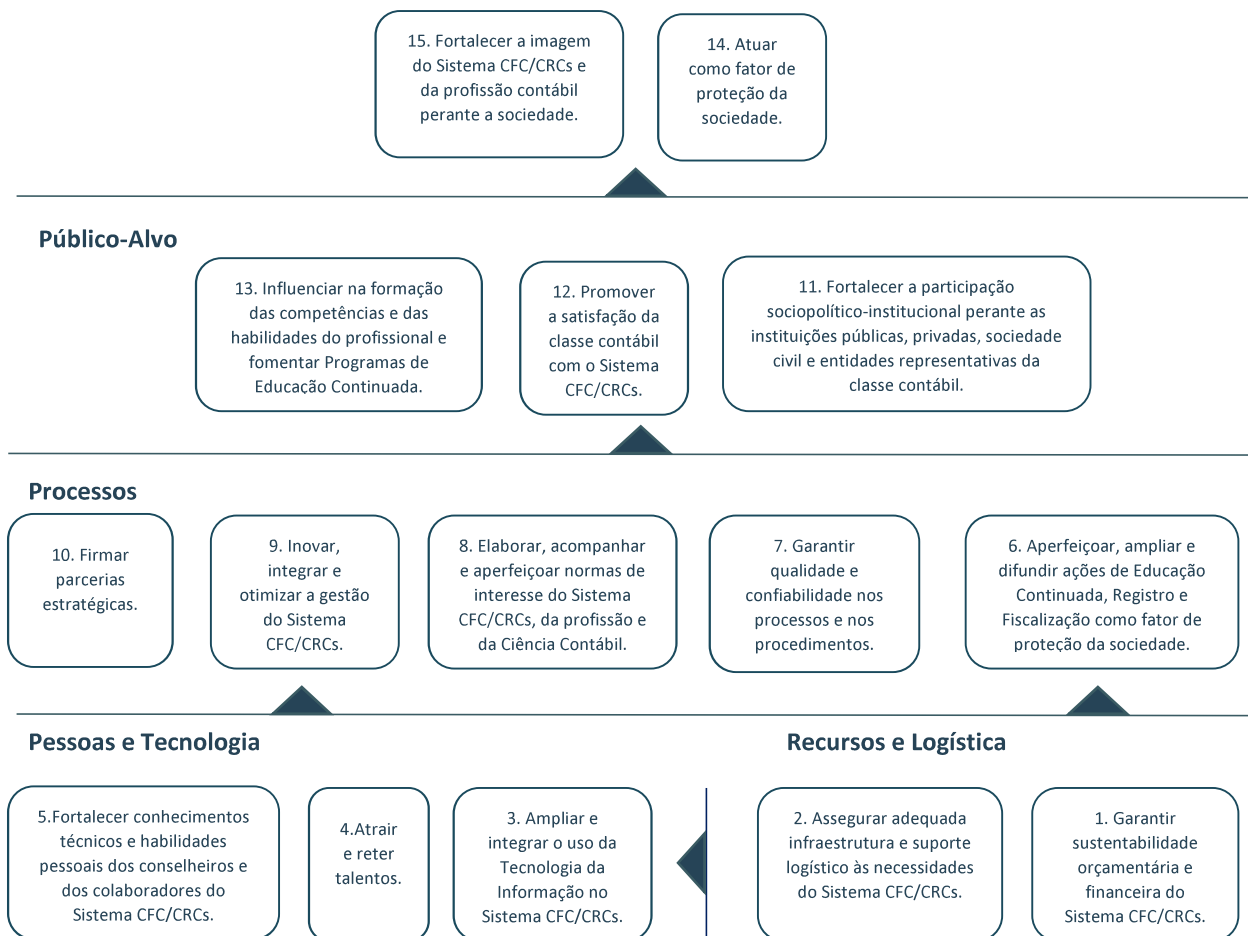 15. Fortalecer a imagem
do Sistema CFC/CRCs e
da profissão contábil
perante a sociedade.
14. Atuar
como fator de
proteção da
sociedade.
Público-Alvo
13. Influenciar na formação
das competências e das
habilidades do profissional e
fomentar Programas de
Educação Continuada.
12. Promover
a satisfação da
classe contábil
com o Sistema
CFC/CRCs.
11. Fortalecer a participação
sociopolítico-institucional perante as
instituições públicas, privadas, sociedade
civil e entidades representativas da
classe contábil.
Processos
10. Firmar
parcerias
estratégicas.
9. Inovar,
integrar e
otimizar a gestão
do Sistema
CFC/CRCs.
8. Elaborar, acompanhar
e aperfeiçoar normas de
interesse do Sistema
CFC/CRCs, da profissão e
da Ciência Contábil.
7. Garantir
qualidade e
confiabilidade nos
processos e nos
procedimentos.
6. Aperfeiçoar, ampliar e
difundir ações de Educação
Continuada, Registro e
Fiscalização como fator de
proteção da sociedade.
Pessoas e Tecnologia
5.Fortalecer conhecimentos
técnicos e habilidades
pessoais dos conselheiros e
dos colaboradores do
Sistema CFC/CRCs.
4.Atrair
e reter
talentos.
3. Ampliar e
integrar o uso da
Tecnologia da
Informação no
Sistema CFC/CRCs.
Recursos e Logística
2. Assegurar adequada
infraestrutura e suporte
logístico às necessidades
do Sistema CFC/CRCs.
1. Garantir
sustentabilidade
orçamentária e
financeira do
Sistema CFC/CRCs.